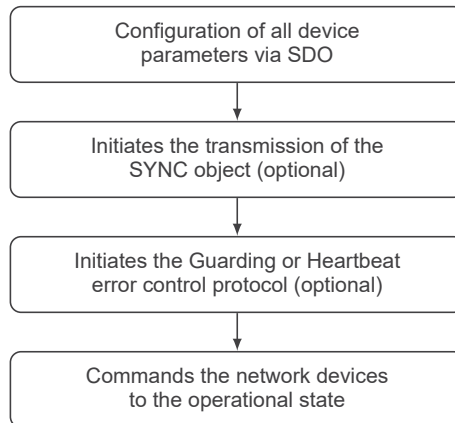 Configuration of all device
parameters via SDO
Initiates the transmission of the
SYNC object (optional)
Initiates the Guarding or Heartbeat
error control protocol (optional)
Commands the network devices
to the operational state